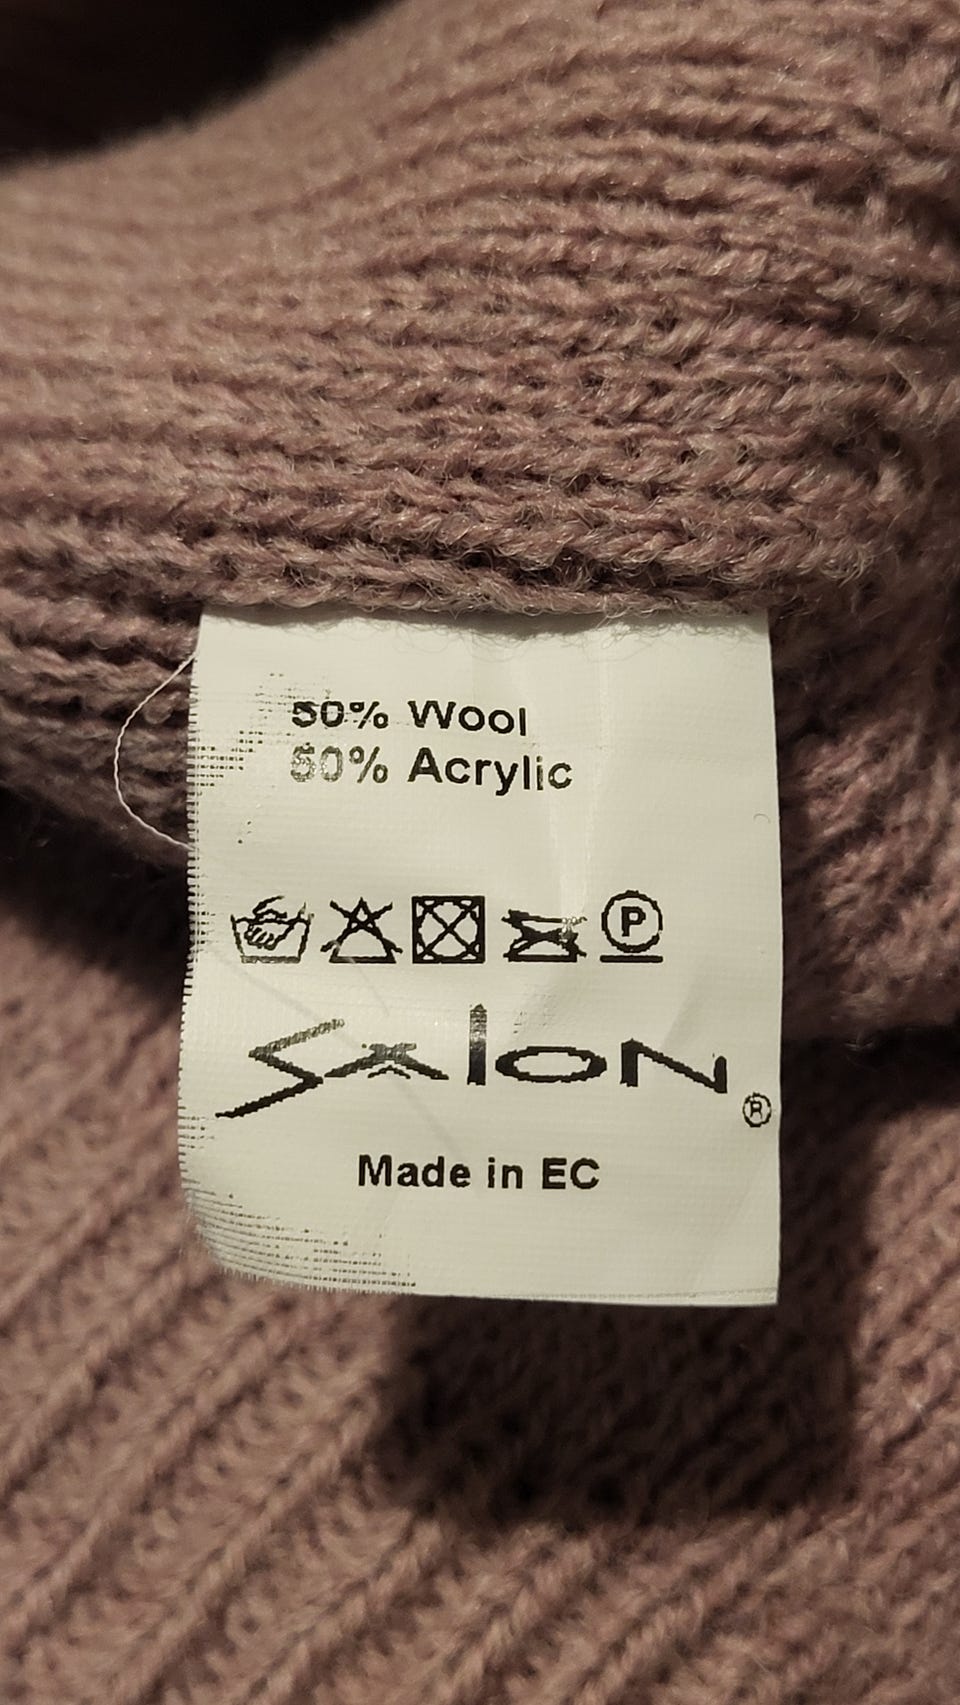 50% Wool
50% Acrylic
P
SalON ®
Made in EC